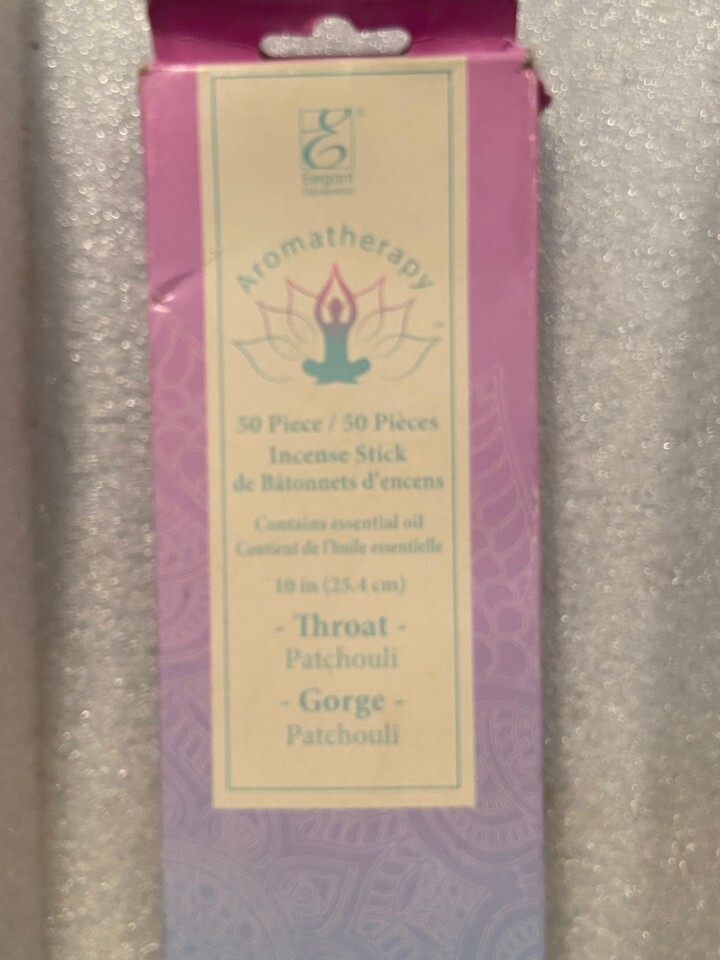 E
Elegant
Aromatherapy
50 Piece / 50 Pièces
Incense Stick
de Bâtonnets d'encens
Contains essential oil
Contient de l'huile essentielle
10 in (25.4 cm)
- Throat -
Patchouli
- Gorge -
Patchouli